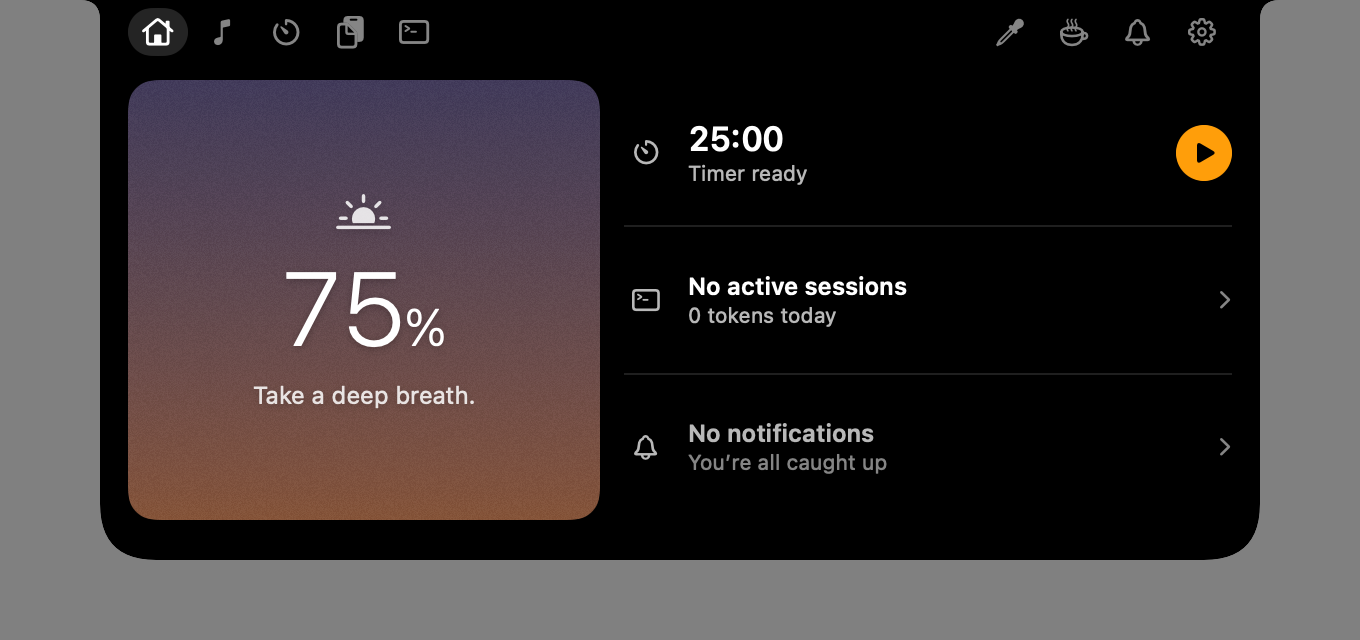 75%
Take a deep breath.
25:00
Timer ready
No active sessions
0 tokens today
No notifications
You’re all caught up